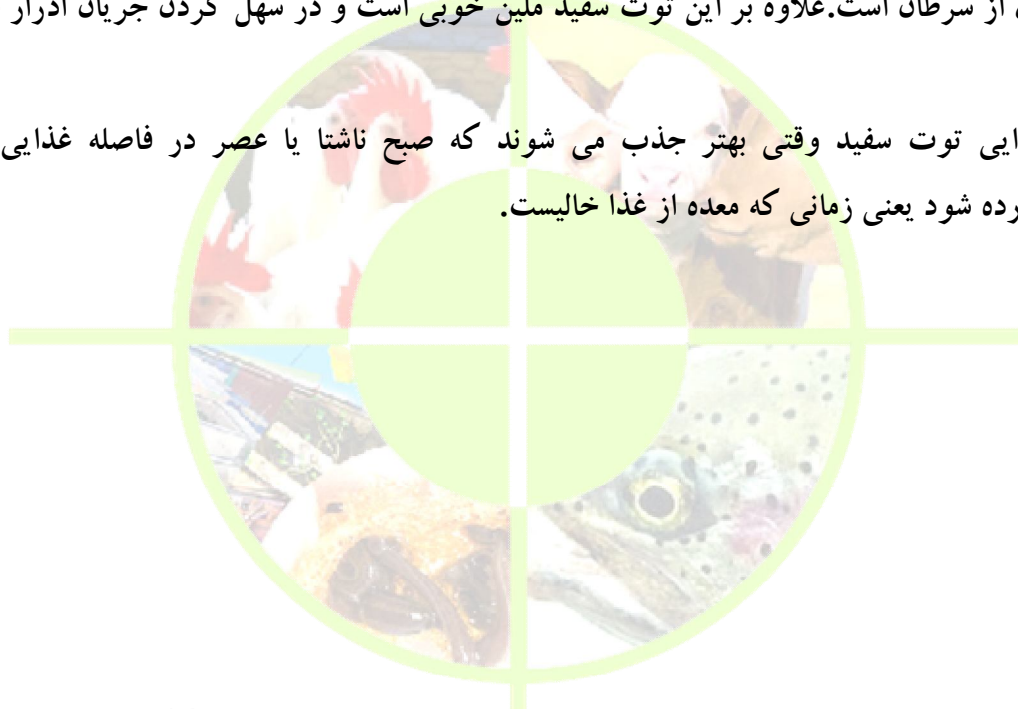 از سرطان است.علاوه بر این توت سفید ملین خوبی است و در سهل کردن جریان ادرار
توت سفید وقتی بهتر جذب می شوند که صبح ناشتا یا عصر در فاصله غذایی
شود یعنی زمانی که معده از غذا خالیست.